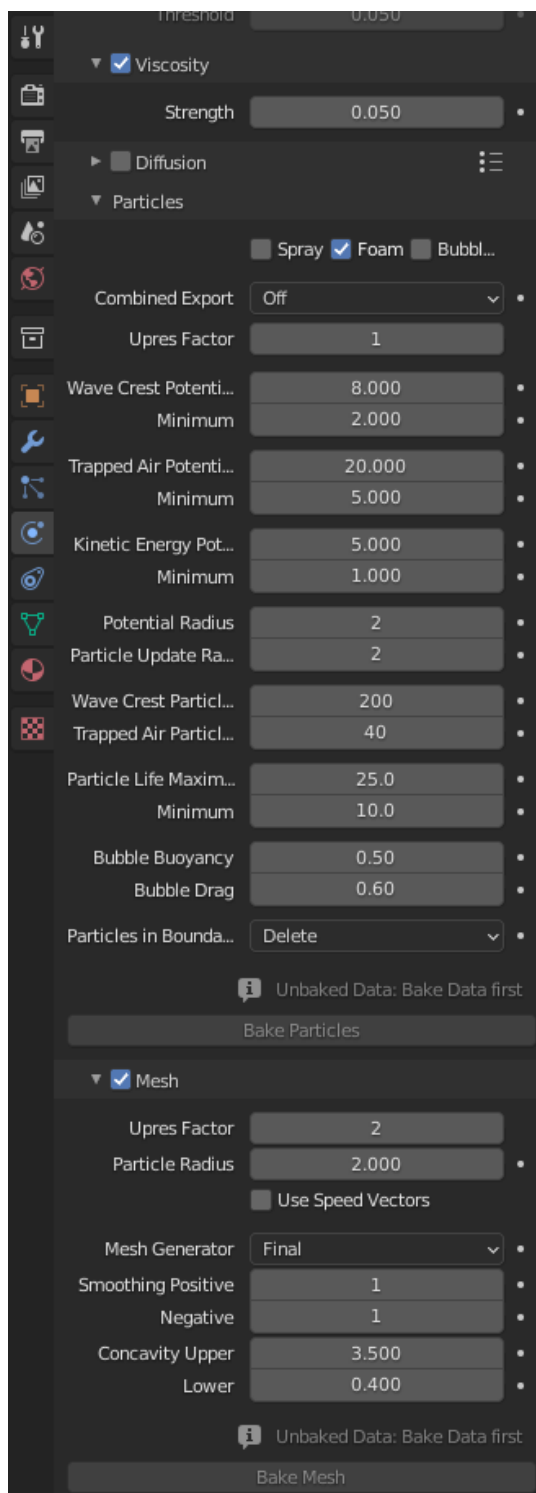 Threshold 0.050
Viscosity
Strength 0.050
Diffusion
Particles
Spray Foam Bubbl...
Combined Export Off
Upres Factor 1
Wave Crest Potenti... 8.000
Minimum 2.000
Trapped Air Potenti... 20.000
Minimum 5.000
Kinetic Energy Pot... 5.000
Minimum 1.000
Potential Radius 2
Particle Update Ra... 2
Wave Crest Particl... 200
Trapped Air Particl... 40
Particle Life Maxim... 25.0
Minimum 10.0
Bubble Buoyancy 0.50
Bubble Drag 0.60
Particles in Bounda... Delete
Unbaked Data: Bake Data first
Bake Particles
Mesh
Upres Factor 2
Particle Radius 2.000
Use Speed Vectors
Mesh Generator Final
Smoothing Positive 1
Negative 1
Concavity Upper 3.500
Lower 0.400
Unbaked Data: Bake Data first
Bake Mesh